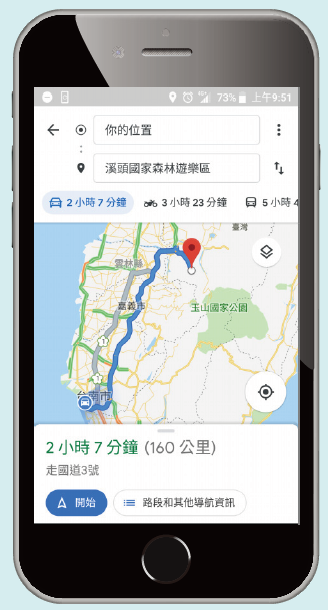 73% 上午9:51
你的位置
溪頭國家森林遊樂區
2 小時 7 分鐘 3 小時 23 分鐘 5 小時 4
臺灣
雲林縣
嘉義市
玉山國家公園
台南市
2 小時 7 分鐘 (160 公里)
走國道3號
開始 路段和其他導航資訊